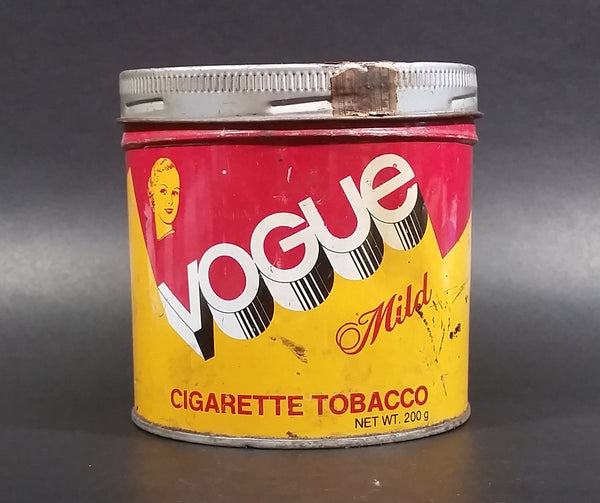 VOGUe
Mild
CIGARETTE TOBACCO
NET WT. 200 g